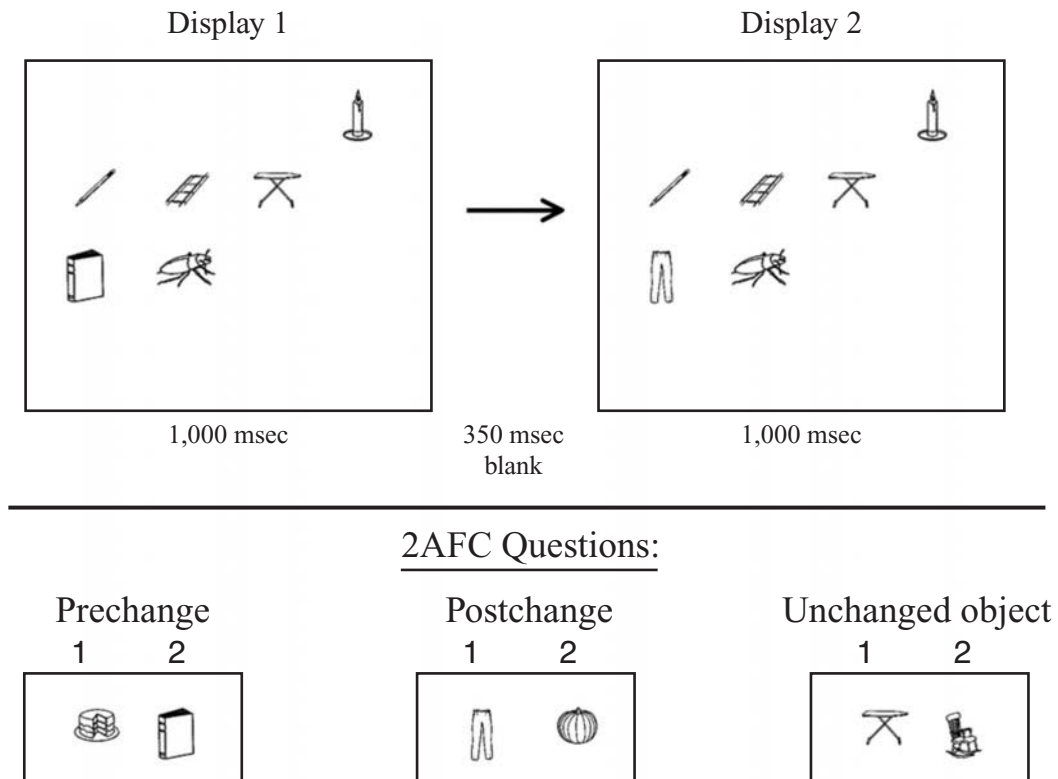 Display 1
Display 2
1,000 msec
350 msec
blank
1,000 msec
2AFC Questions:
Prechange
Postchange
Unchanged object
1 2
1 2
1 2